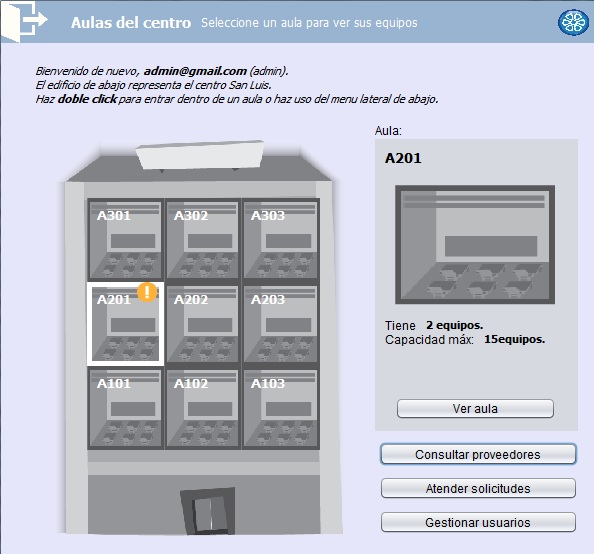 Aulas del centro Seleccione un aula para ver sus equipos
Bienvenido de nuevo, admin@gmail.com (admin).
El edificio de abajo representa el centro San Luis.
Haz doble click para entrar dentro de un aula o haz uso del menu lateral de abajo.
Aula:
A201
A301 A302 A303
A201 ! A202 A203
A101 A102 A103
Tiene 2 equipos.
Capacidad máx: 15equipos.
Ver aula
Consultar proveedores
Atender solicitudes
Gestionar usuarios